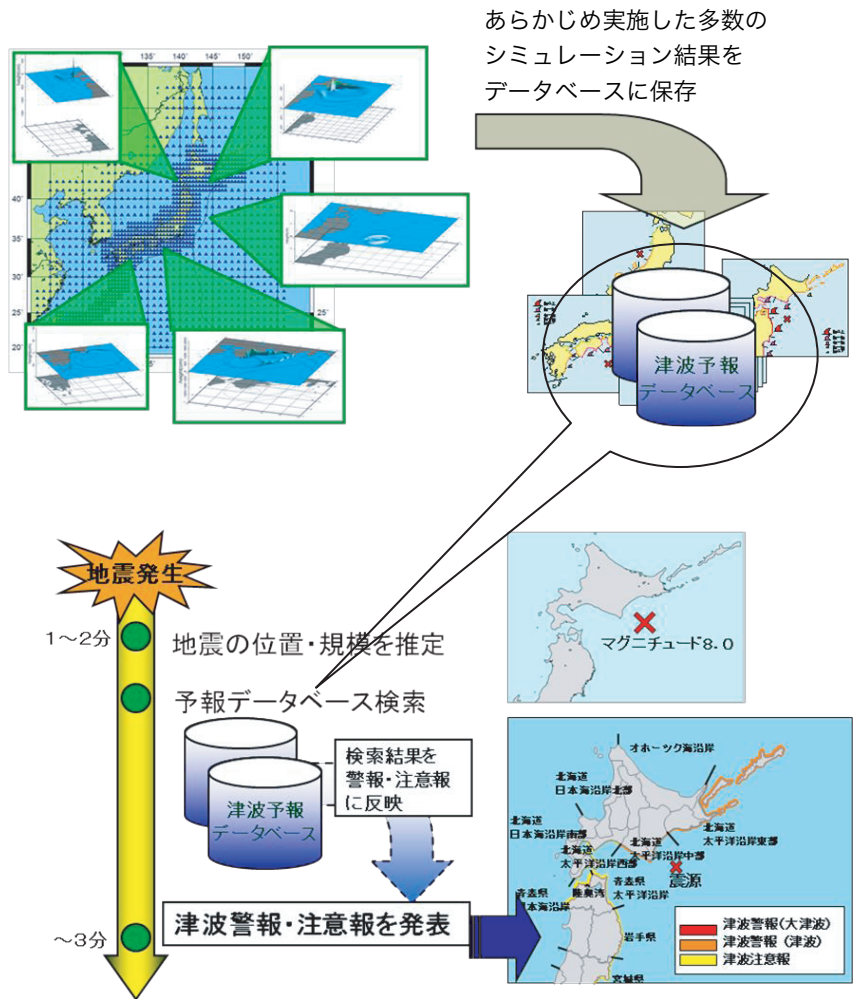 あらかじめ実施した多数の
シミュレーション結果を
データベースに保存
135°
140°
145°
150°
40°
35°
30°
25°
20°
津波予報
データベース
地震発生
1～2分
地震の位置・規模を推定
マグニチュード8.0
予報データベース検索
検索結果を
警報・注意報
に反映
津波予報
データベース
～3分
津波警報・注意報を発表
オホーツク海沿岸
北海道
日本海沿岸北部
北海道
日本海沿岸南部
北海道
太平洋沿岸東部
北海道
太平洋沿岸中部
北海道
太平洋沿岸西部
震源
青森県
日本海沿岸
陸奥湾
青森県
太平洋沿岸
岩手県
宮城県
津波警報(大津波)
津波警報（津波）
津波注意報